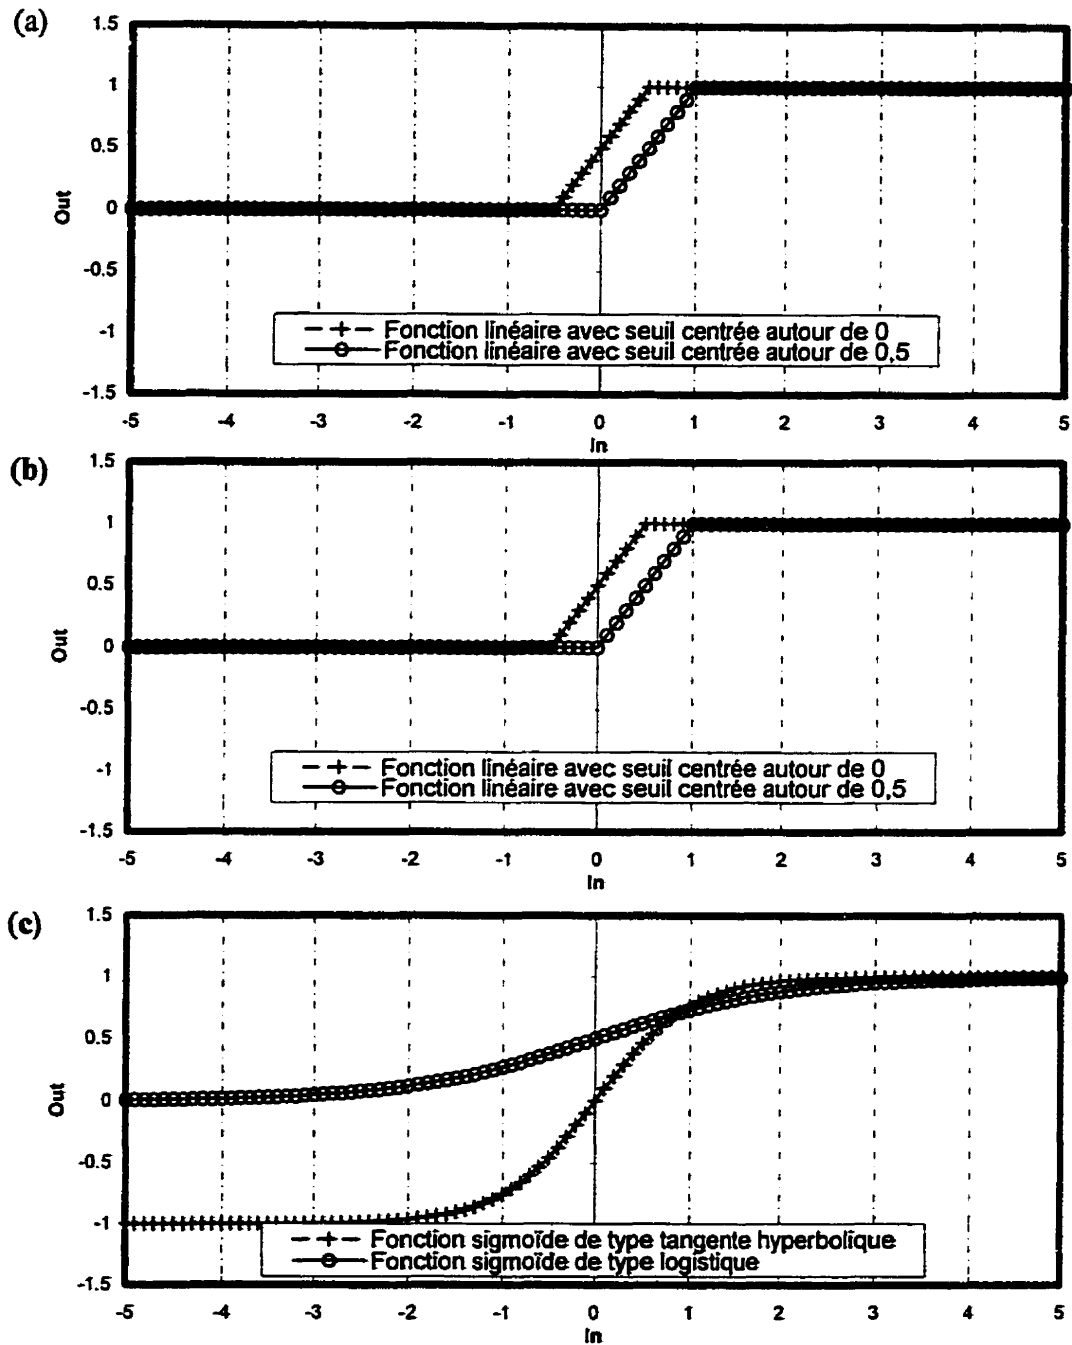 (a)
1.5
1
0.5
0
-0.5
-1
-1.5
Out
Fonction linéaire avec seuil centrée autour de 0
Fonction linéaire avec seuil centrée autour de 0,5
-5 -4 -3 -2 -1 0 1 2 3 4 5
In
(b)
1.5
1
0.5
0
-0.5
-1
-1.5
Out
Fonction linéaire avec seuil centrée autour de 0
Fonction linéaire avec seuil centrée autour de 0,5
-5 -4 -3 -2 -1 0 1 2 3 4 5
In
(c)
1.5
1
0.5
0
-0.5
-1
-1.5
Out
Fonction sigmoïde de type tangente hyperbolique
Fonction sigmoïde de type logistique
-5 -4 -3 -2 -1 0 1 2 3 4 5
In